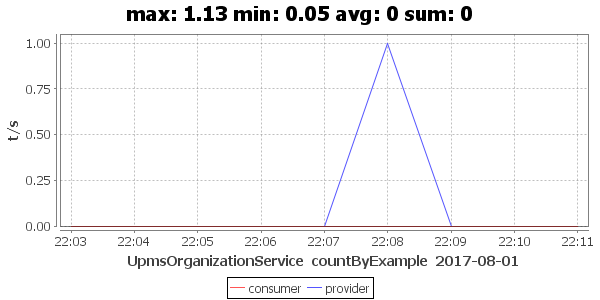 max: 1.13 min: 0.05 avg: 0 sum: 0
1.00
0.75
0.50
0.25
0.00
t/s
22:03 22:04 22:05 22:06 22:07 22:08 22:09 22:10 22:11
UpmsOrganizationService countByExample 2017-08-01
consumer provider